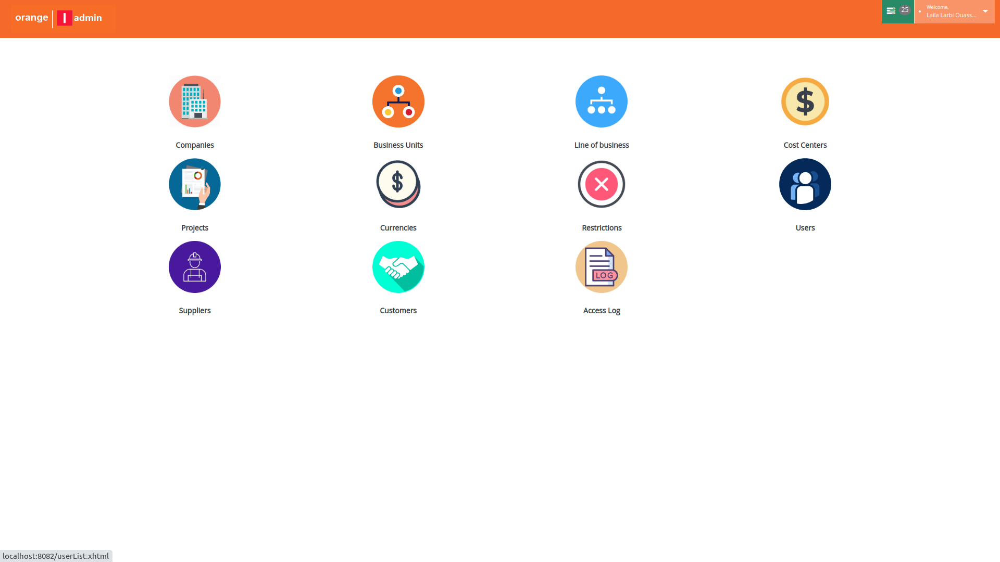 orange | admin
25
Welcome,
Laila Larbi Ouass...
Companies
Business Units
Line of business
Cost Centers
Projects
Currencies
Restrictions
Users
LOG
Suppliers
Customers
Access Log
localhost:8082/userList.xhtml